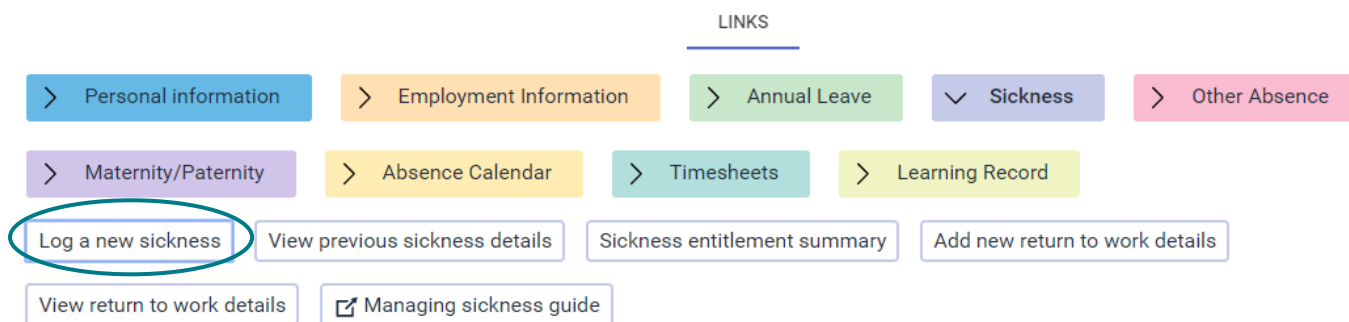 LINKS
Personal information Employment Information Annual Leave Sickness Other Absence
Maternity/Paternity Absence Calendar Timesheets Learning Record
Log a new sickness View previous sickness details Sickness entitlement summary Add new return to work details
View return to work details Managing sickness guide